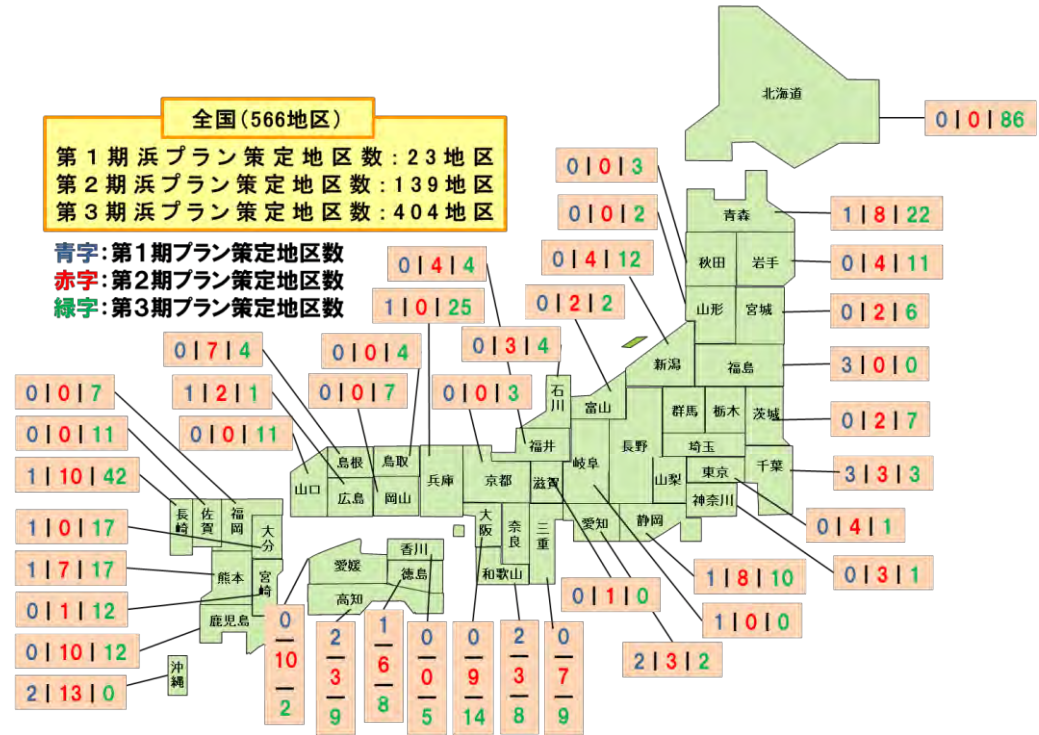 全国(566地区)
第1期浜プラン策定地区数:23地区
第2期浜プラン策定地区数:139地区
第3期浜プラン策定地区数:404地区
青字:第1期プラン策定地区数
赤字:第2期プラン策定地区数
緑字:第3期プラン策定地区数
北海道
0|0|86
0|0|3
0|0|2
0|4|12
0|2|2
0|4|4
1|0|25
0|3|4
0|0|3
青森
1|8|22
秋田
岩手
0|4|11
山形
宮城
0|2|6
新潟
福島
3|0|0
群馬
栃木
茨城
0|2|7
埼玉
千葉
3|3|3
東京
0|4|1
神奈川
0|3|1
石川
富山
長野
福井
岐阜
山梨
滋賀
愛知
静岡
1|8|10
1|0|0
2|3|2
0|1|0
0|7|4
1|2|1
0|0|11
0|0|4
0|0|7
島根
鳥取
山口
広島
岡山
兵庫
京都
大阪
奈良
三重
和歌山
香川
愛媛
徳島
高知
0|0|7
0|0|11
1|10|42
1|0|17
1|7|17
0|1|12
0|10|12
2|13|0
長崎
佐賀
福岡
大分
熊本
宮崎
鹿児島
沖縄
0|10|2
2|3|9
1|6|8
0|0|5
0|9|14
2|3|8
0|7|9